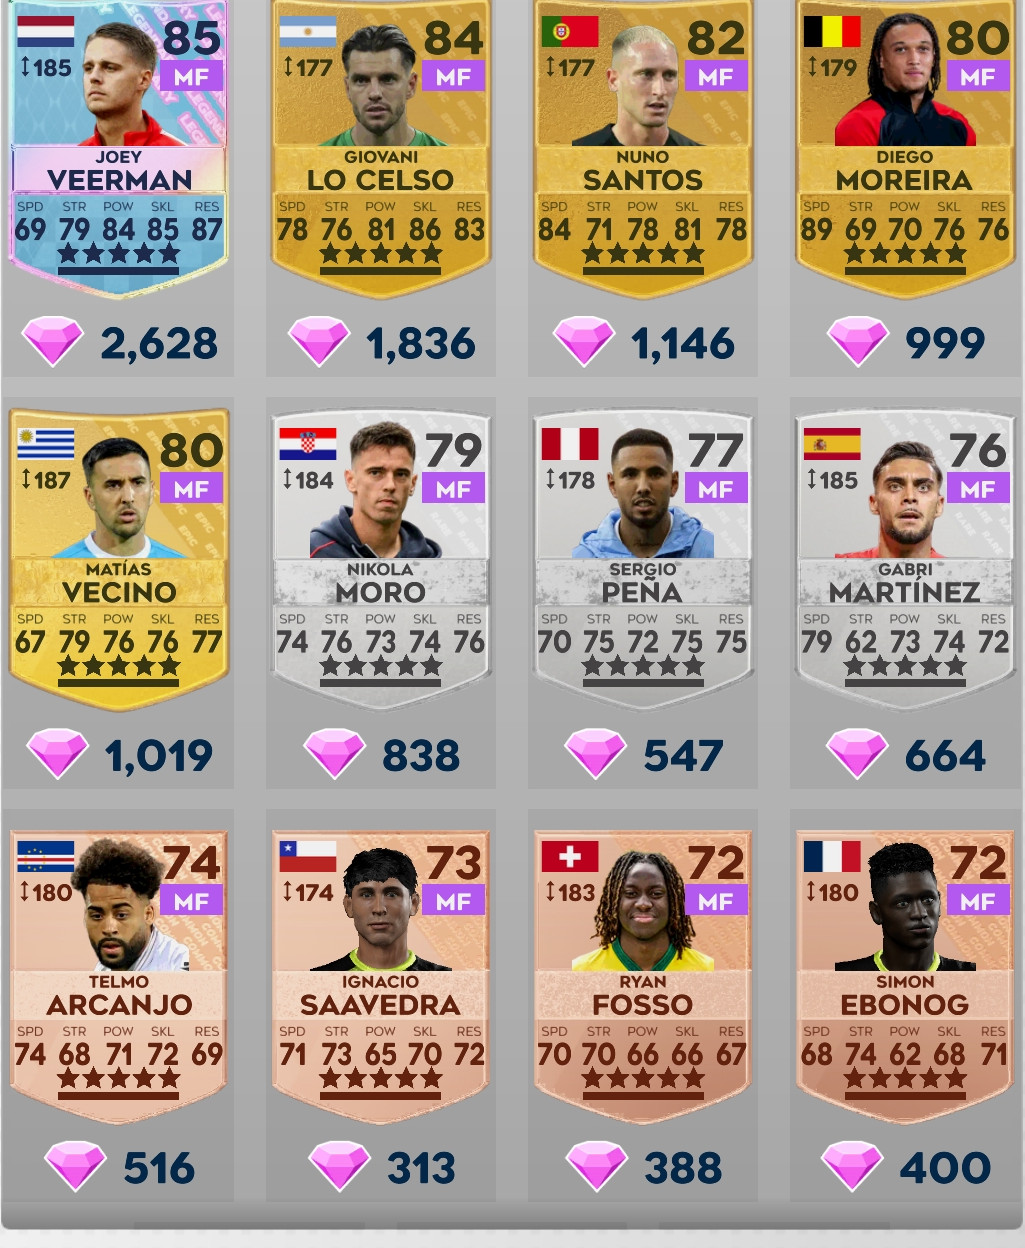 85
185
MF
JOEY
VEERMAN
SPD STR POW SKL RES
69 79 84 85 87
2,628
84
177
MF
GIOVANI
LO CELSO
SPD STR POW SKL RES
78 76 81 86 83
1,836
82
177
MF
NUNO
SANTOS
SPD STR POW SKL RES
84 71 78 81 78
1,146
80
179
MF
DIEGO
MOREIRA
SPD STR POW SKL RES
89 69 70 76 76
999
80
187
MF
MATÍAS
VECINO
SPD STR POW SKL RES
67 79 76 76 77
1,019
79
184
MF
NIKOLA
MORO
SPD STR POW SKL RES
74 76 73 74 76
838
77
178
MF
SERGIO
PEÑA
SPD STR POW SKL RES
70 75 72 75 75
547
76
185
MF
GABRI
MARTÍNEZ
SPD STR POW SKL RES
79 62 73 74 72
664
74
180
MF
TELMO
ARCANJO
SPD STR POW SKL RES
74 68 71 72 69
516
73
174
MF
IGNACIO
SAAVEDRA
SPD STR POW SKL RES
71 73 65 70 72
313
72
183
MF
RYAN
FOSSO
SPD STR POW SKL RES
70 70 66 66 67
388
72
180
MF
SIMON
EBONOG
SPD STR POW SKL RES
68 74 62 68 71
400